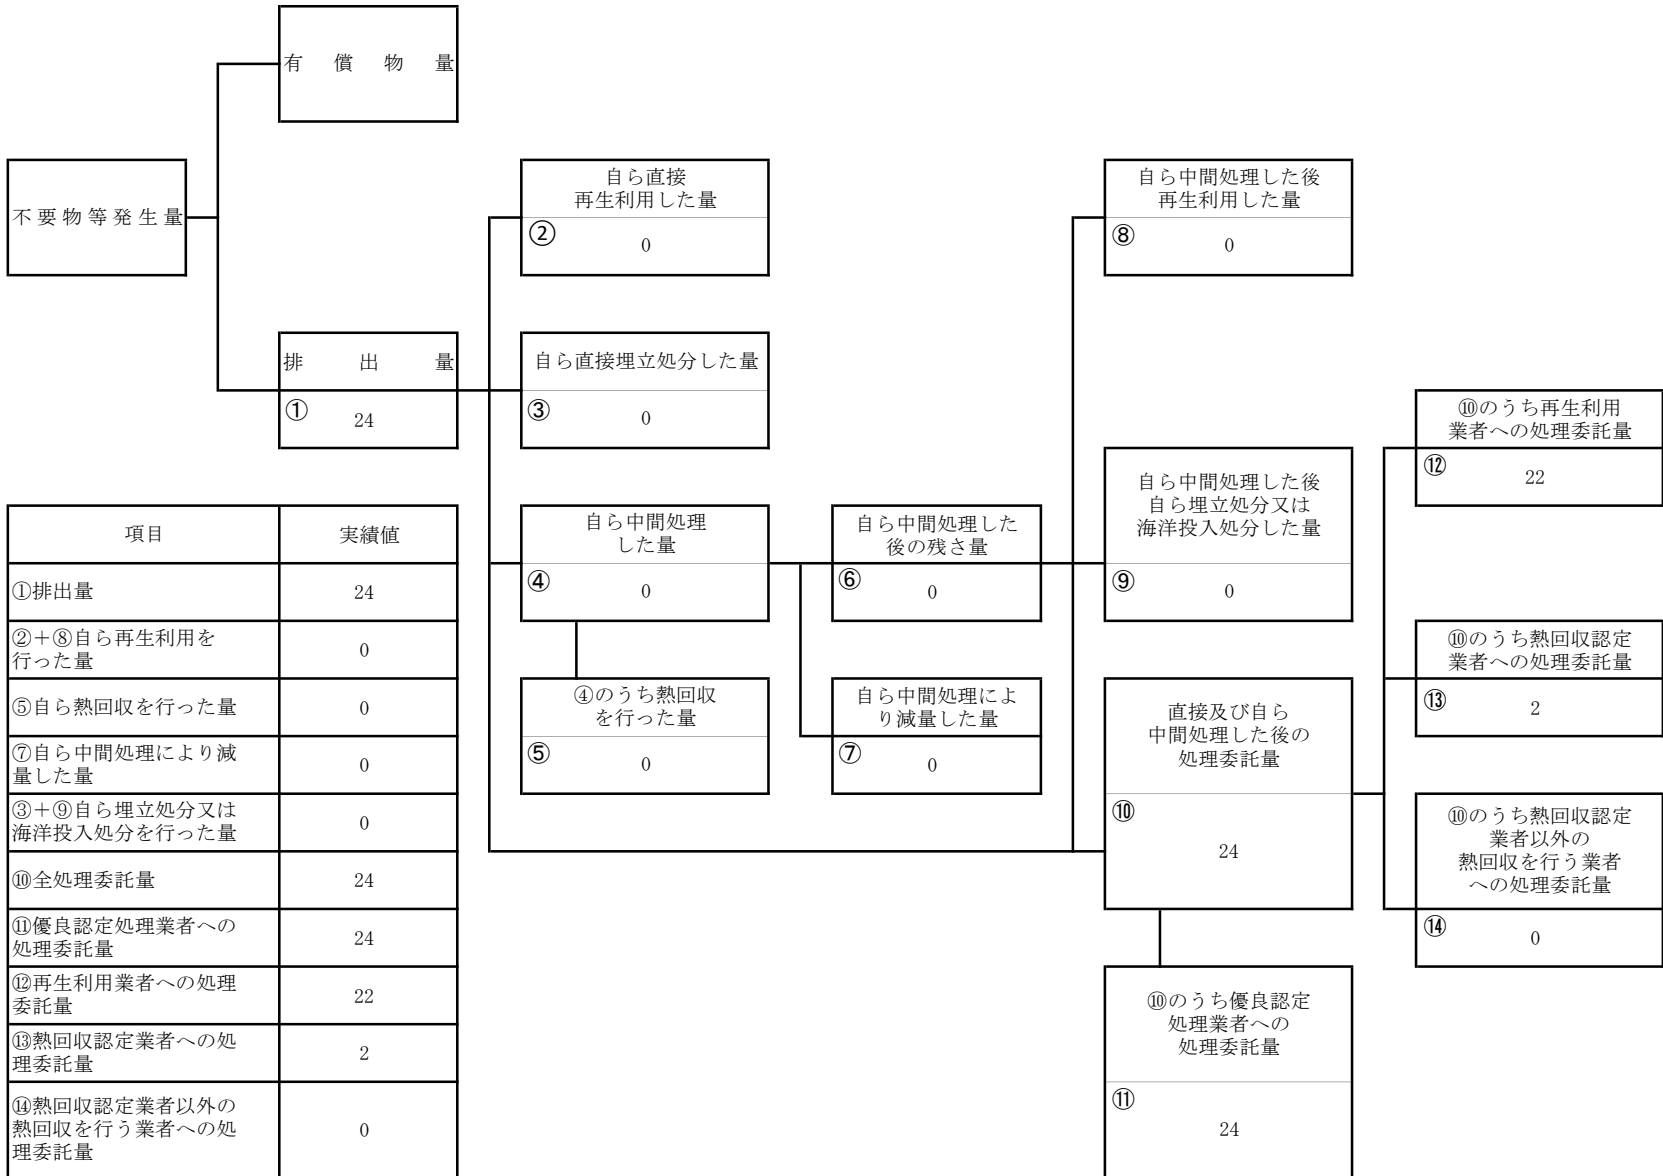 有償物量
不要物等発生量
自ら直接
再生利用した量
②
0
自ら中間処理した後
再生利用した量
⑧
0
排出量
①
24
自ら直接埋立処分した量
③
0
⑩のうち再生利用
業者への処理委託量
⑫
22
自ら中間処理
した量
④
0
自ら中間処理した
後の残さ量
⑥
0
自ら中間処理した後
自ら埋立処分又は
海洋投入処分した量
⑨
0
④のうち熱回収
を行った量
⑤
0
自ら中間処理によ
り減量した量
⑦
0
直接及び自ら
中間処理した後の
処理委託量
⑩
24
⑩のうち熱回収認定
業者への処理委託量
⑬
2
⑩のうち熱回収認定
業者以外の
熱回収を行う業者
への処理委託量
⑭
0
⑩のうち優良認定
処理業者への
処理委託量
⑪
24
項目 実績値
①排出量 24
②+⑧自ら再生利用を
行った量 0
⑤自ら熱回収を行った量 0
⑦自ら中間処理により減
量した量 0
③+⑨自ら埋立処分又は
海洋投入処分を行った量 0
⑩全処理委託量 24
⑪優良認定処理業者への
処理委託量 24
⑫再生利用業者への処理
委託量 22
⑬熱回収認定業者への処
理委託量 2
⑭熱回収認定業者以外の
熱回収を行う業者への処
理委託量 0